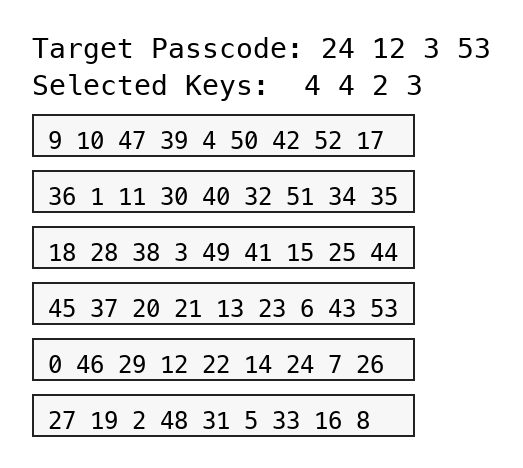 Target Passcode: 24 12 3 53
Selected Keys: 4 4 2 3
9 10 47 39 4 50 42 52 17
36 1 11 30 40 32 51 34 35
18 28 38 3 49 41 15 25 44
45 37 20 21 13 23 6 43 53
0 46 29 12 22 14 24 7 26
27 19 2 48 31 5 33 16 8